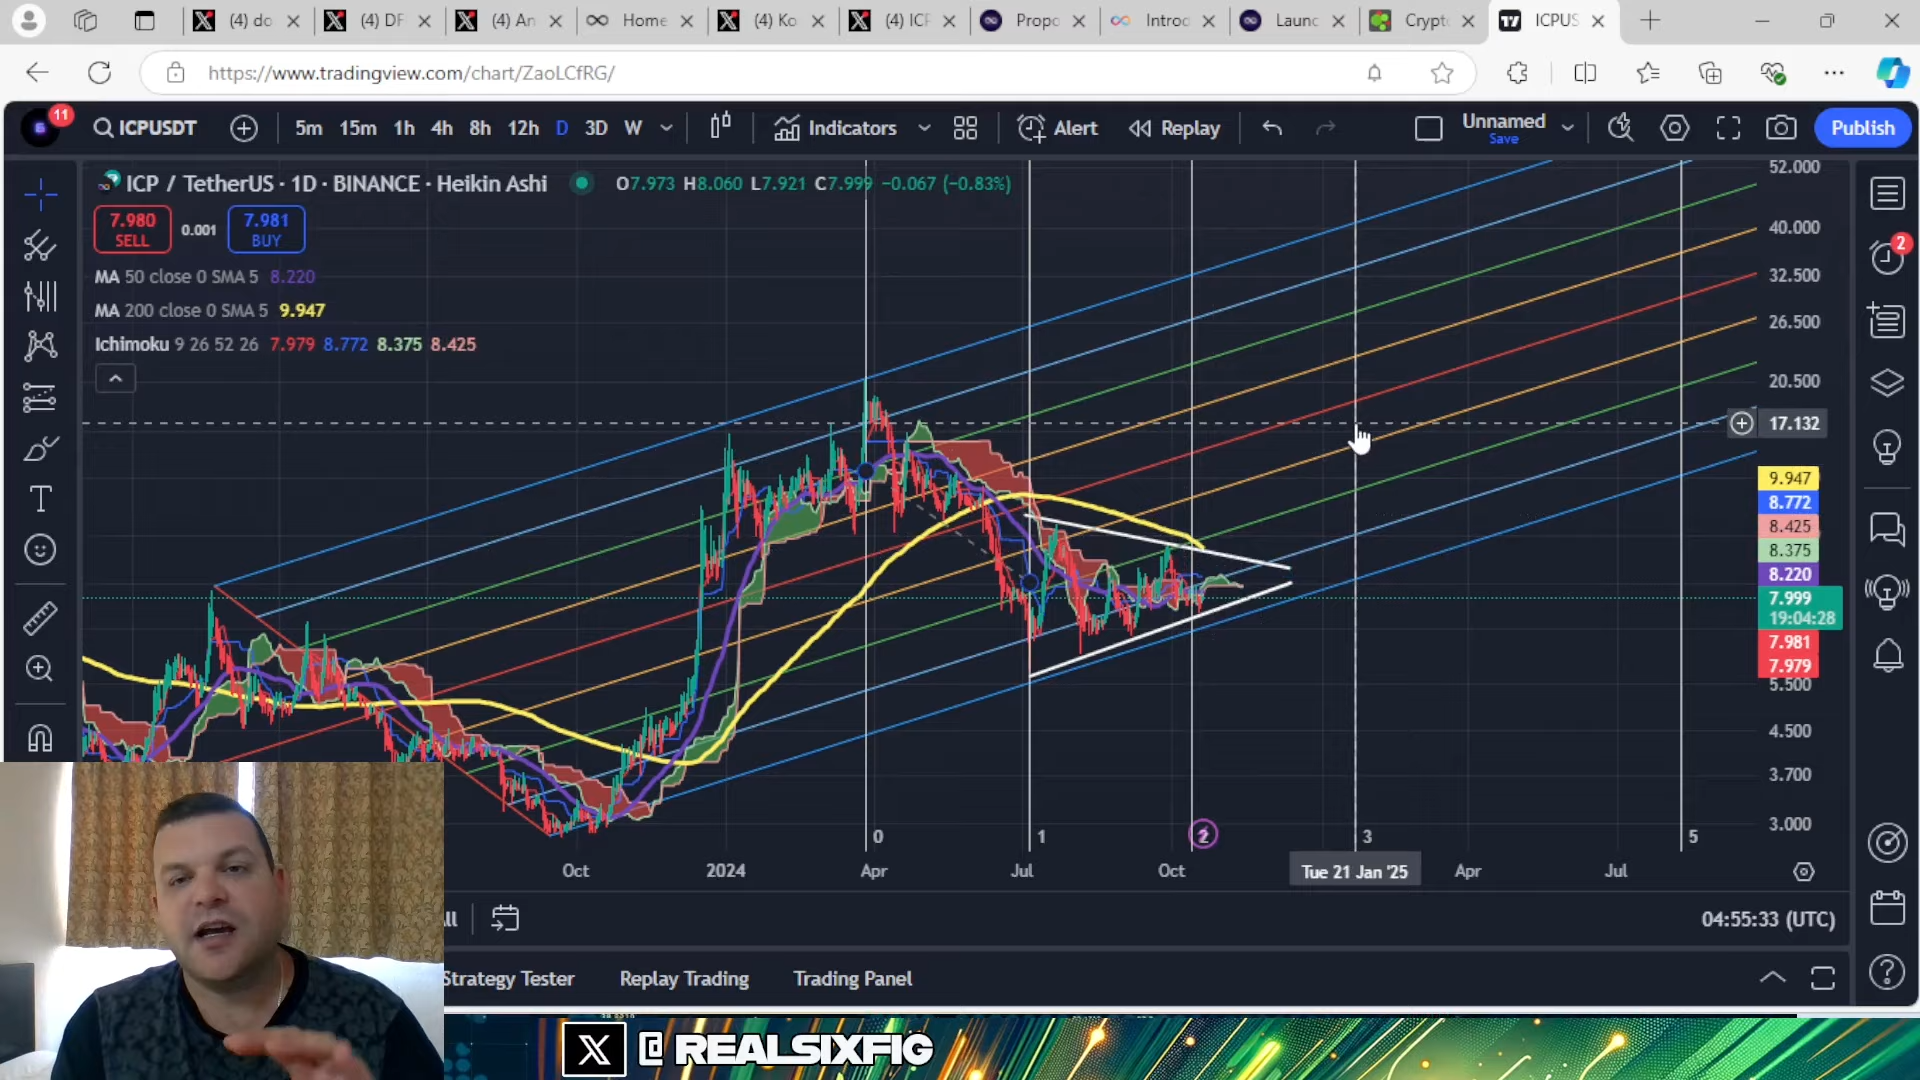 (4) do
(4) DF
(4) An
Home
(4) Ko
(4) ICF
Propo
Introd
Launc
Crypto
ICPUS
https://www.tradingview.com/chart/ZaoLCfRG/
11
ICPUSDT
5m 15m 1h 4h 8h 12h D 3D W
Indicators
Alert
Replay
Unnamed
Save
Publish
ICP / TetherUS · 1D · BINANCE · Heikin Ashi
O7.973 H8.060 L7.921 C7.999 −0.067 (−0.83%)
7.980
SELL
0.001
7.981
BUY
MA 50 close 0 SMA 5 8.220
MA 200 close 0 SMA 5 9.947
Ichimoku 9 26 52 26 7.979 8.772 8.375 8.425
52.000
40.000
32.500
26.500
20.500
17.132
9.947
8.772
8.425
8.375
8.220
7.999
19:04:28
7.981
7.979
5.500
4.500
3.700
3.000
2
0
1
2
3
5
Oct
2024
Apr
Jul
Oct
Tue 21 Jan '25
Apr
Jul
04:55:33 (UTC)
Strategy Tester
Replay Trading
Trading Panel
X @ REALSIXFIG